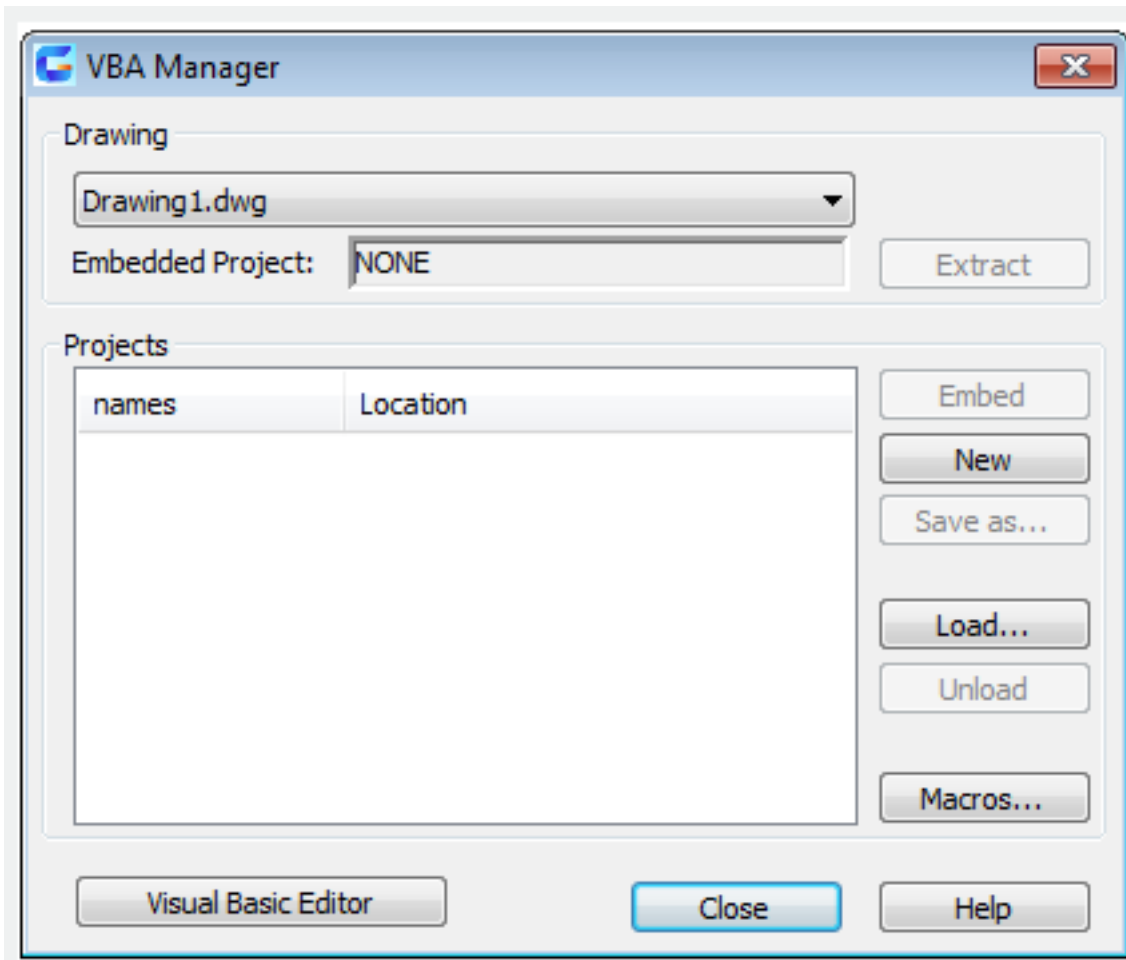 VBA Manager
Drawing
Drawing1.dwg
Embedded Project: NONE Extract
Projects
names Location
Embed
New
Save as...
Load...
Unload
Macros...
Visual Basic Editor Close Help